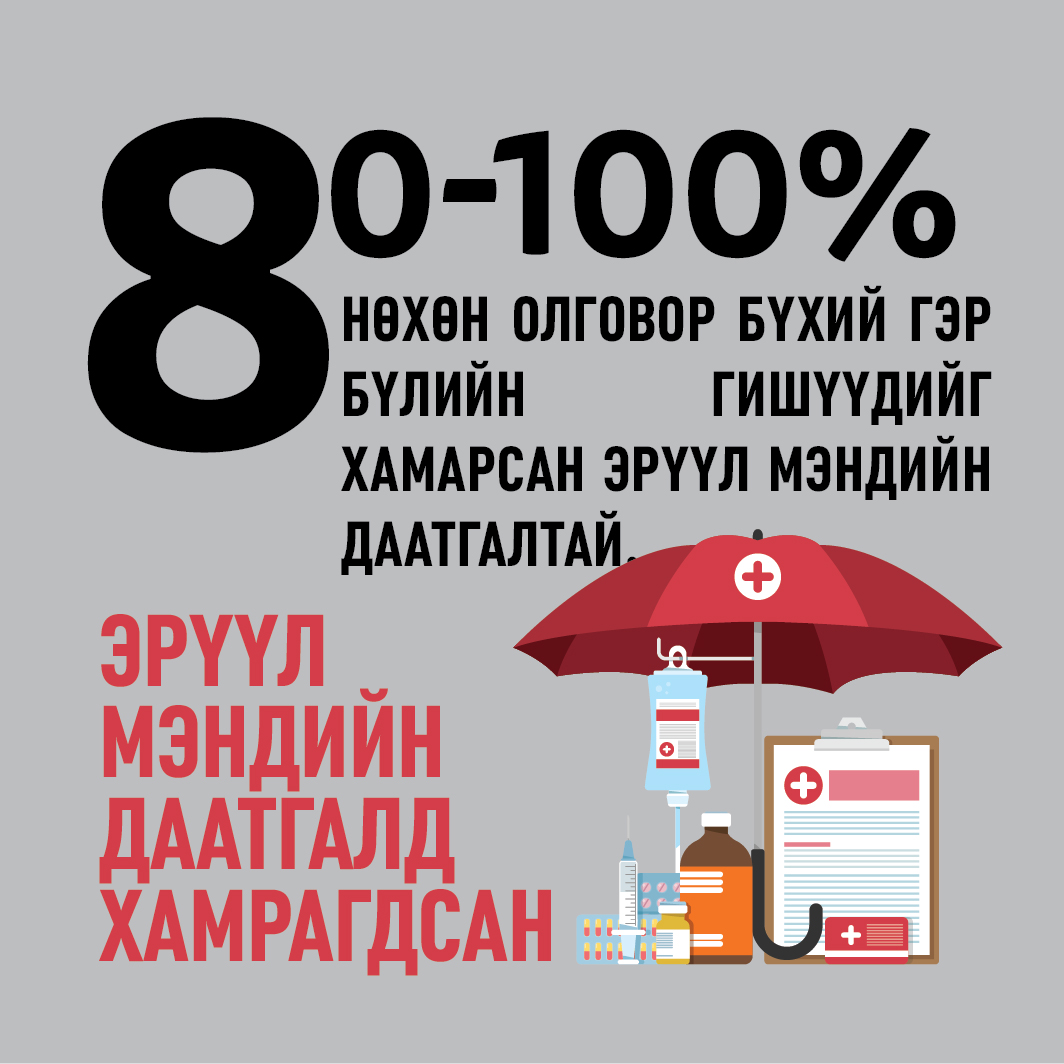 80-100%
НӨХӨН ОЛГОВОР БҮХИЙ ГЭР
БҮЛИЙН ГИШҮҮДИЙГ
ХАМАРСАН ЭРҮҮЛ МЭНДИЙН
ДААТГАЛТАЙ.
ЭРҮҮЛ
МЭНДИЙН
ДААТГАЛД
ХАМРАГДСАН